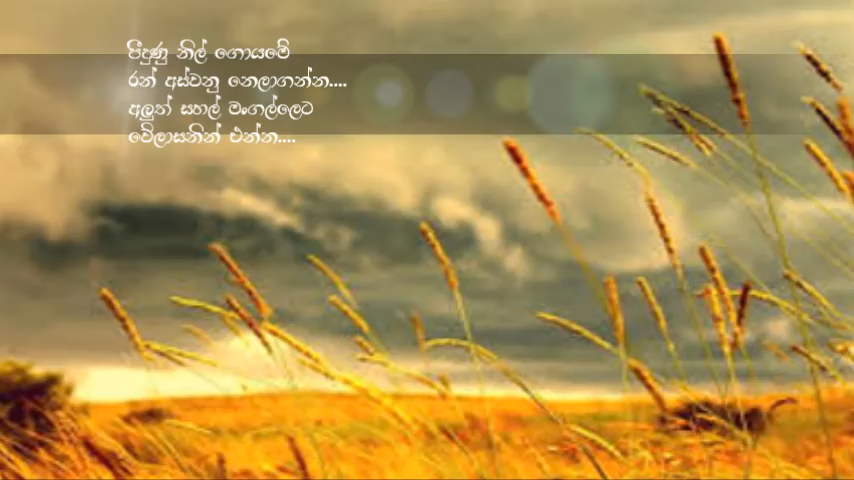 පීදුණු නිල් ගොයමේ
රන් අස්වනු නෙලාගන්න....
අලුත් සහල් මංගල්ලෙට
වේලාසනින් එන්න....